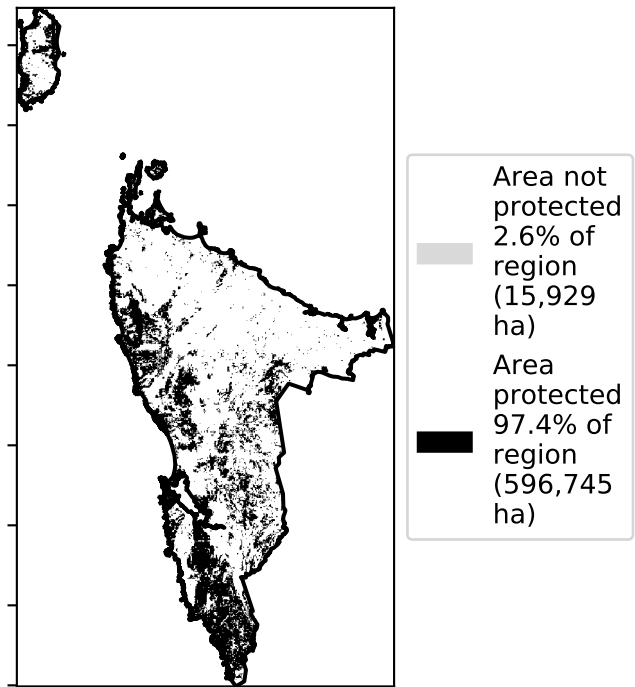 Area not
protected
2.6% of
region
(15,929
ha)
Area
protected
97.4% of
region
(596,745
ha)